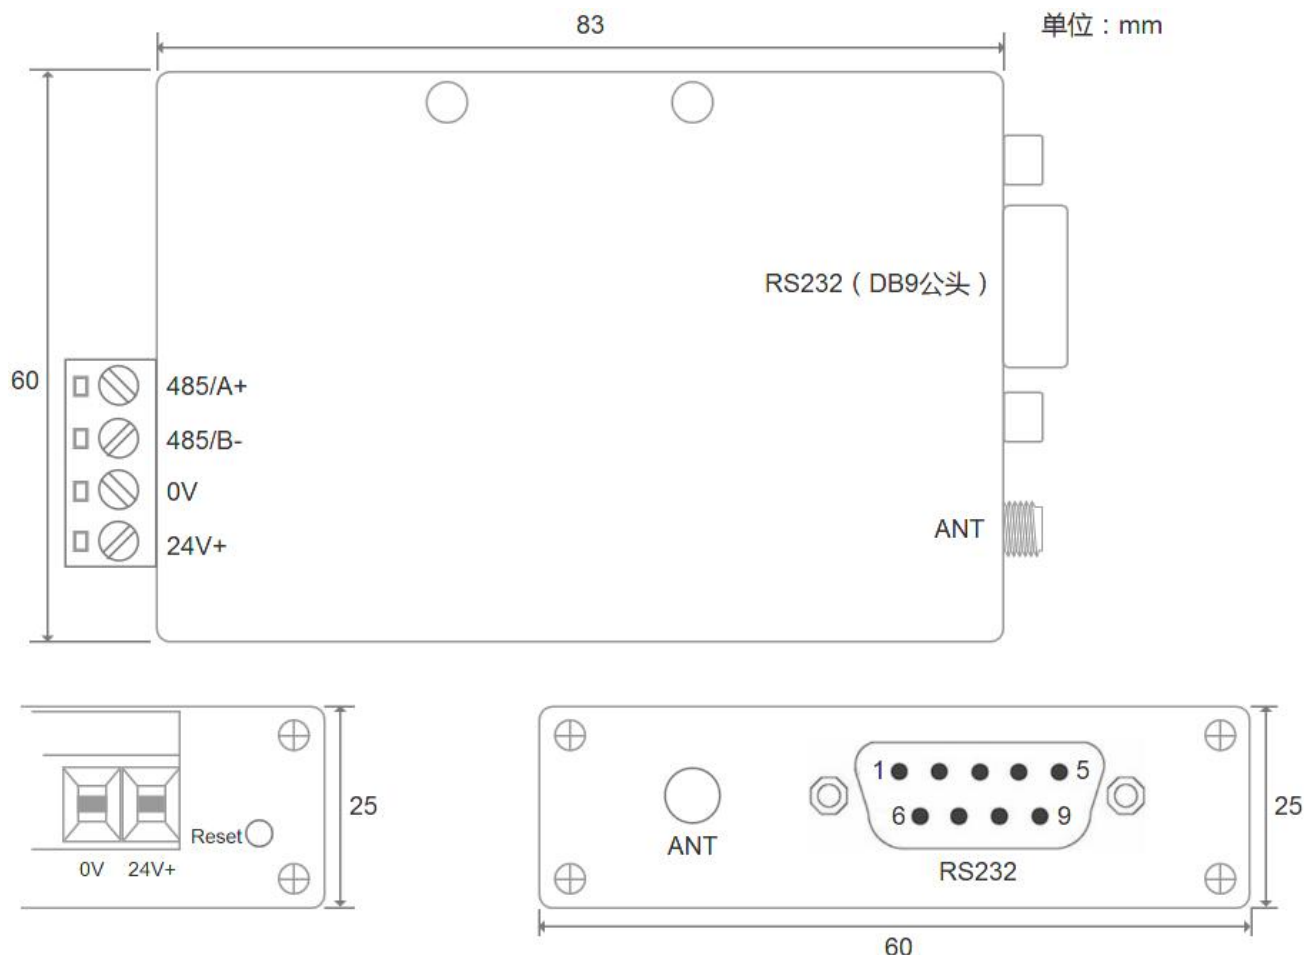 83
单位：mm
RS232（DB9公头）
60
485/A+
485/B-
0V
24V+
ANT
1
5
25
Reset
6
9
25
ANT
0V
24V+
RS232
60